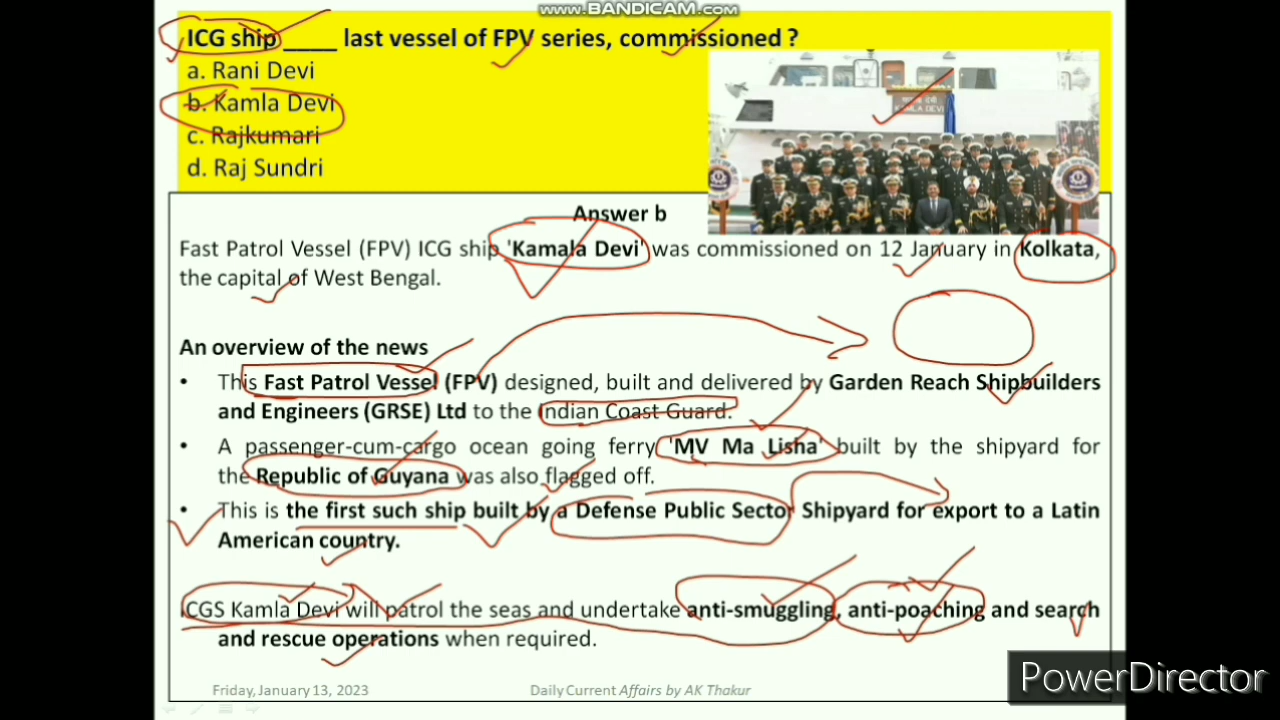 WWW.BANDICAM.COM
ICG ship ____ last vessel of FPV series, commissioned ?
a. Rani Devi
b. Kamla Devi
c. Rajkumari
d. Raj Sundri
KAMLA DEVI
Answer b
Fast Patrol Vessel (FPV) ICG ship 'Kamala Devi' was commissioned on 12 January in Kolkata,
the capital of West Bengal.
An overview of the news
• This Fast Patrol Vessel (FPV) designed, built and delivered by Garden Reach Shipbuilders
and Engineers (GRSE) Ltd to the Indian Coast Guard.
• A passenger-cum-cargo ocean going ferry 'MV Ma Lisha' built by the shipyard for
the Republic of Guyana was also flagged off.
• This is the first such ship built by a Defense Public Sector Shipyard for export to a Latin
American country.
ICGS Kamla Devi will patrol the seas and undertake anti-smuggling, anti-poaching and search
and rescue operations when required.
Friday, January 13, 2023
Daily Current Affairs by AK Thakur
PowerDirector